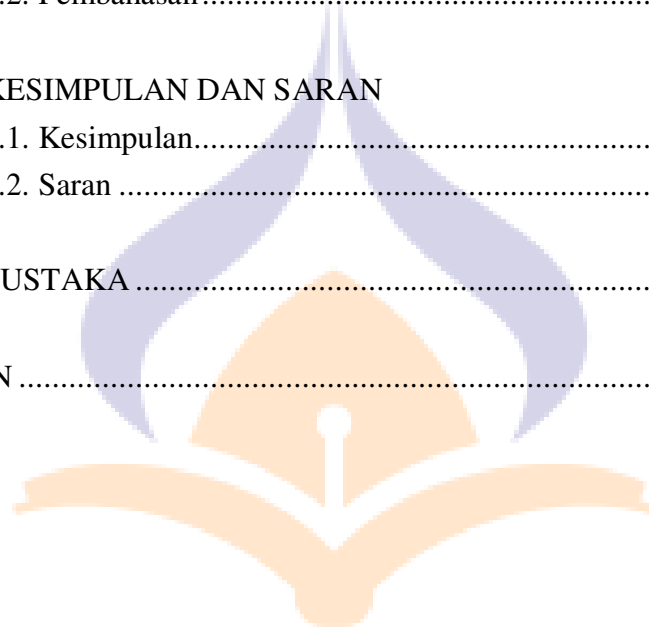 .2. Pembahasan..........................................................
KESIMPULAN DAN SARAN
.1. Kesimpulan...........................................................
.2. Saran ....................................................................
USTAKA ..................................................................
N ................................................................................